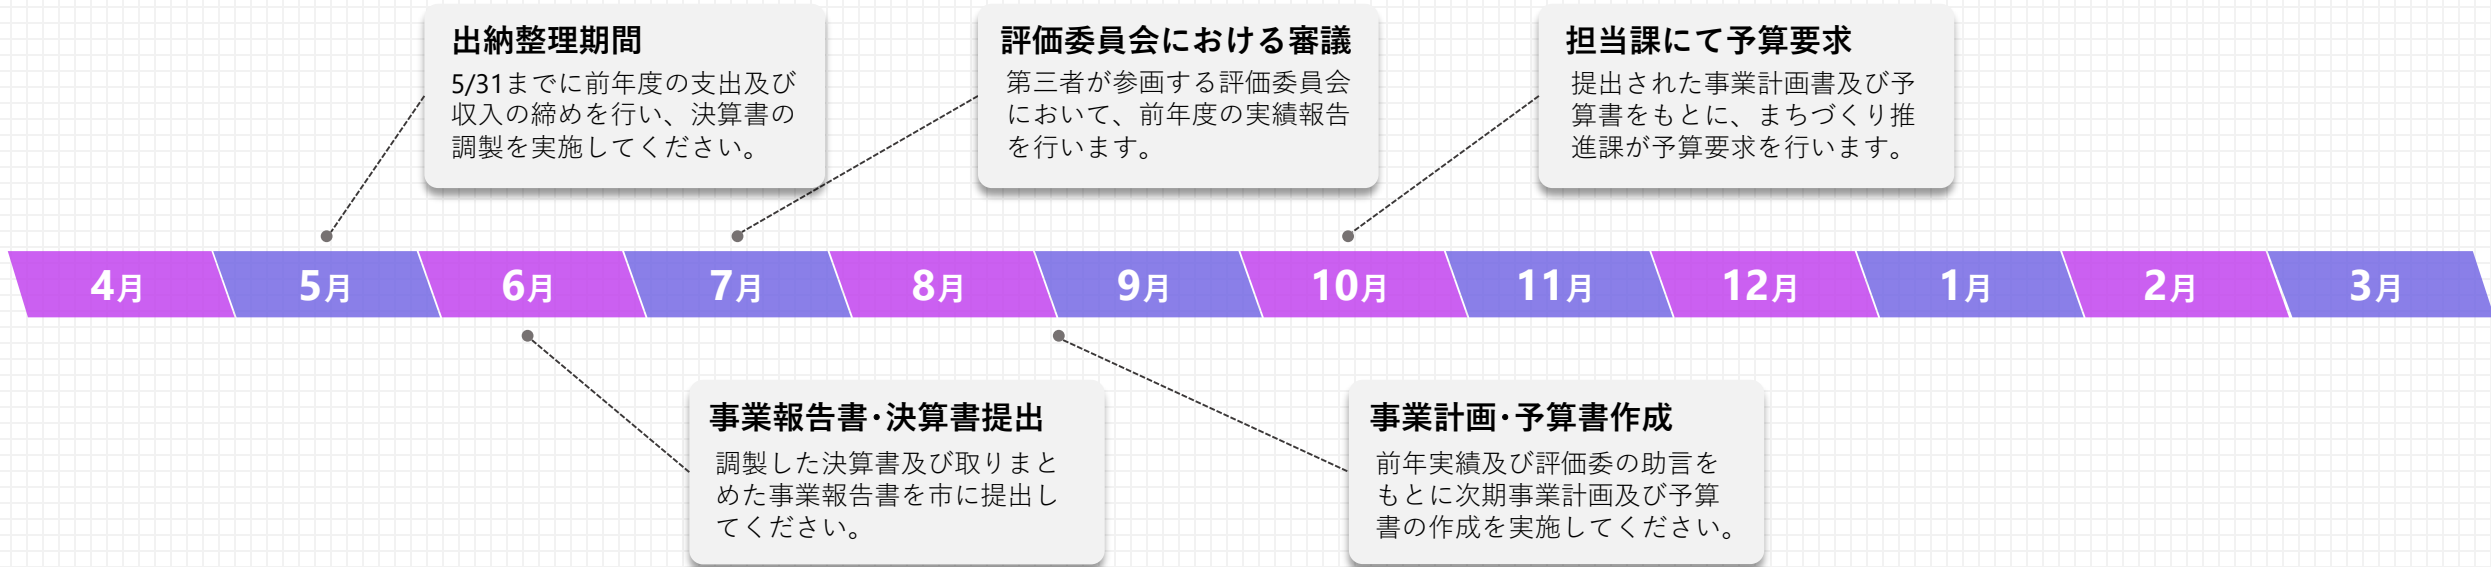 出納整理期間
5/31までに前年度の支出及び
収入の締めを行い、決算書の
調製を実施してください。
評価委員会における審議
第三者が参画する評価委員会
において、前年度の実績報告
を行います。
担当課にて予算要求
提出された事業計画書及び予
算書をもとに、まちづくり推
進課が予算要求を行います。
4月 5月 6月 7月 8月 9月 10月 11月 12月 1月 2月 3月
事業報告書･決算書提出
調製した決算書及び取りまと
めた事業報告書を市に提出し
てください。
事業計画･予算書作成
前年実績及び評価委の助言を
もとに次期事業計画及び予算
書の作成を実施してください。